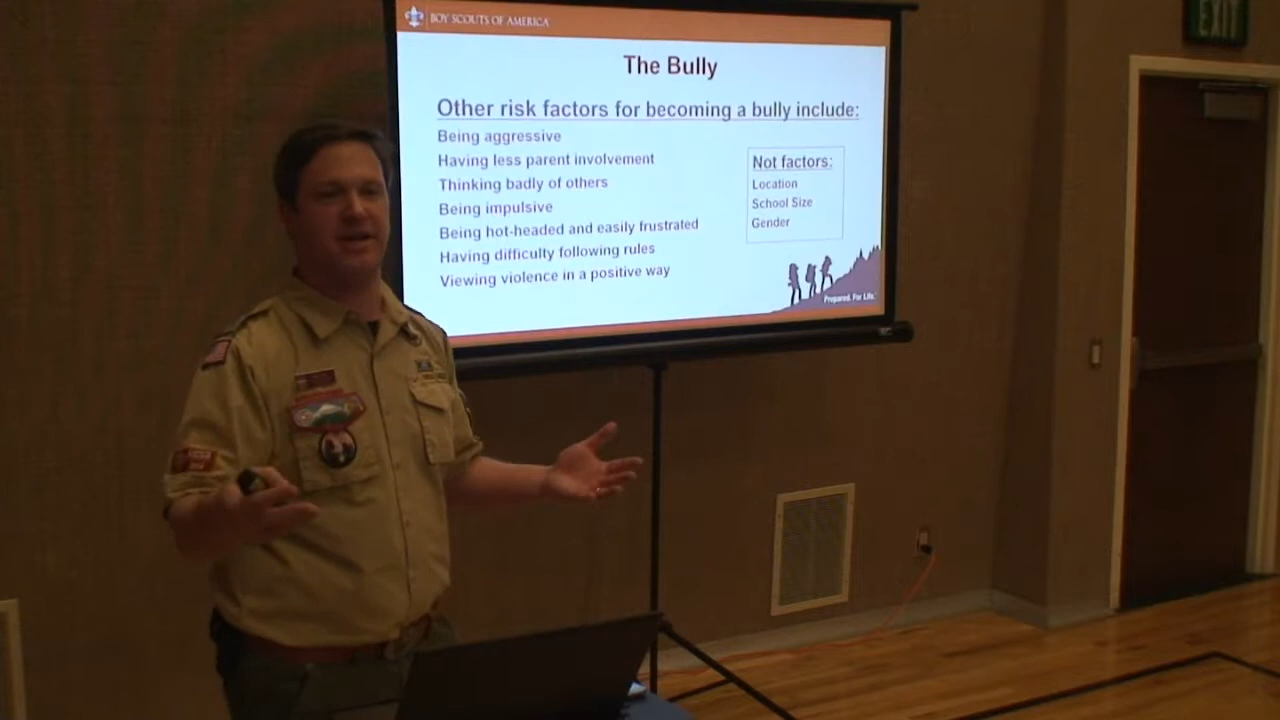 BOY SCOUTS OF AMERICA
EXIT
The Bully
Other risk factors for becoming a bully include:
Being aggressive
Having less parent involvement
Thinking badly of others
Being impulsive
Being hot-headed and easily frustrated
Having difficulty following rules
Viewing violence in a positive way
Not factors:
Location
School Size
Gender
Prepared. For Life.